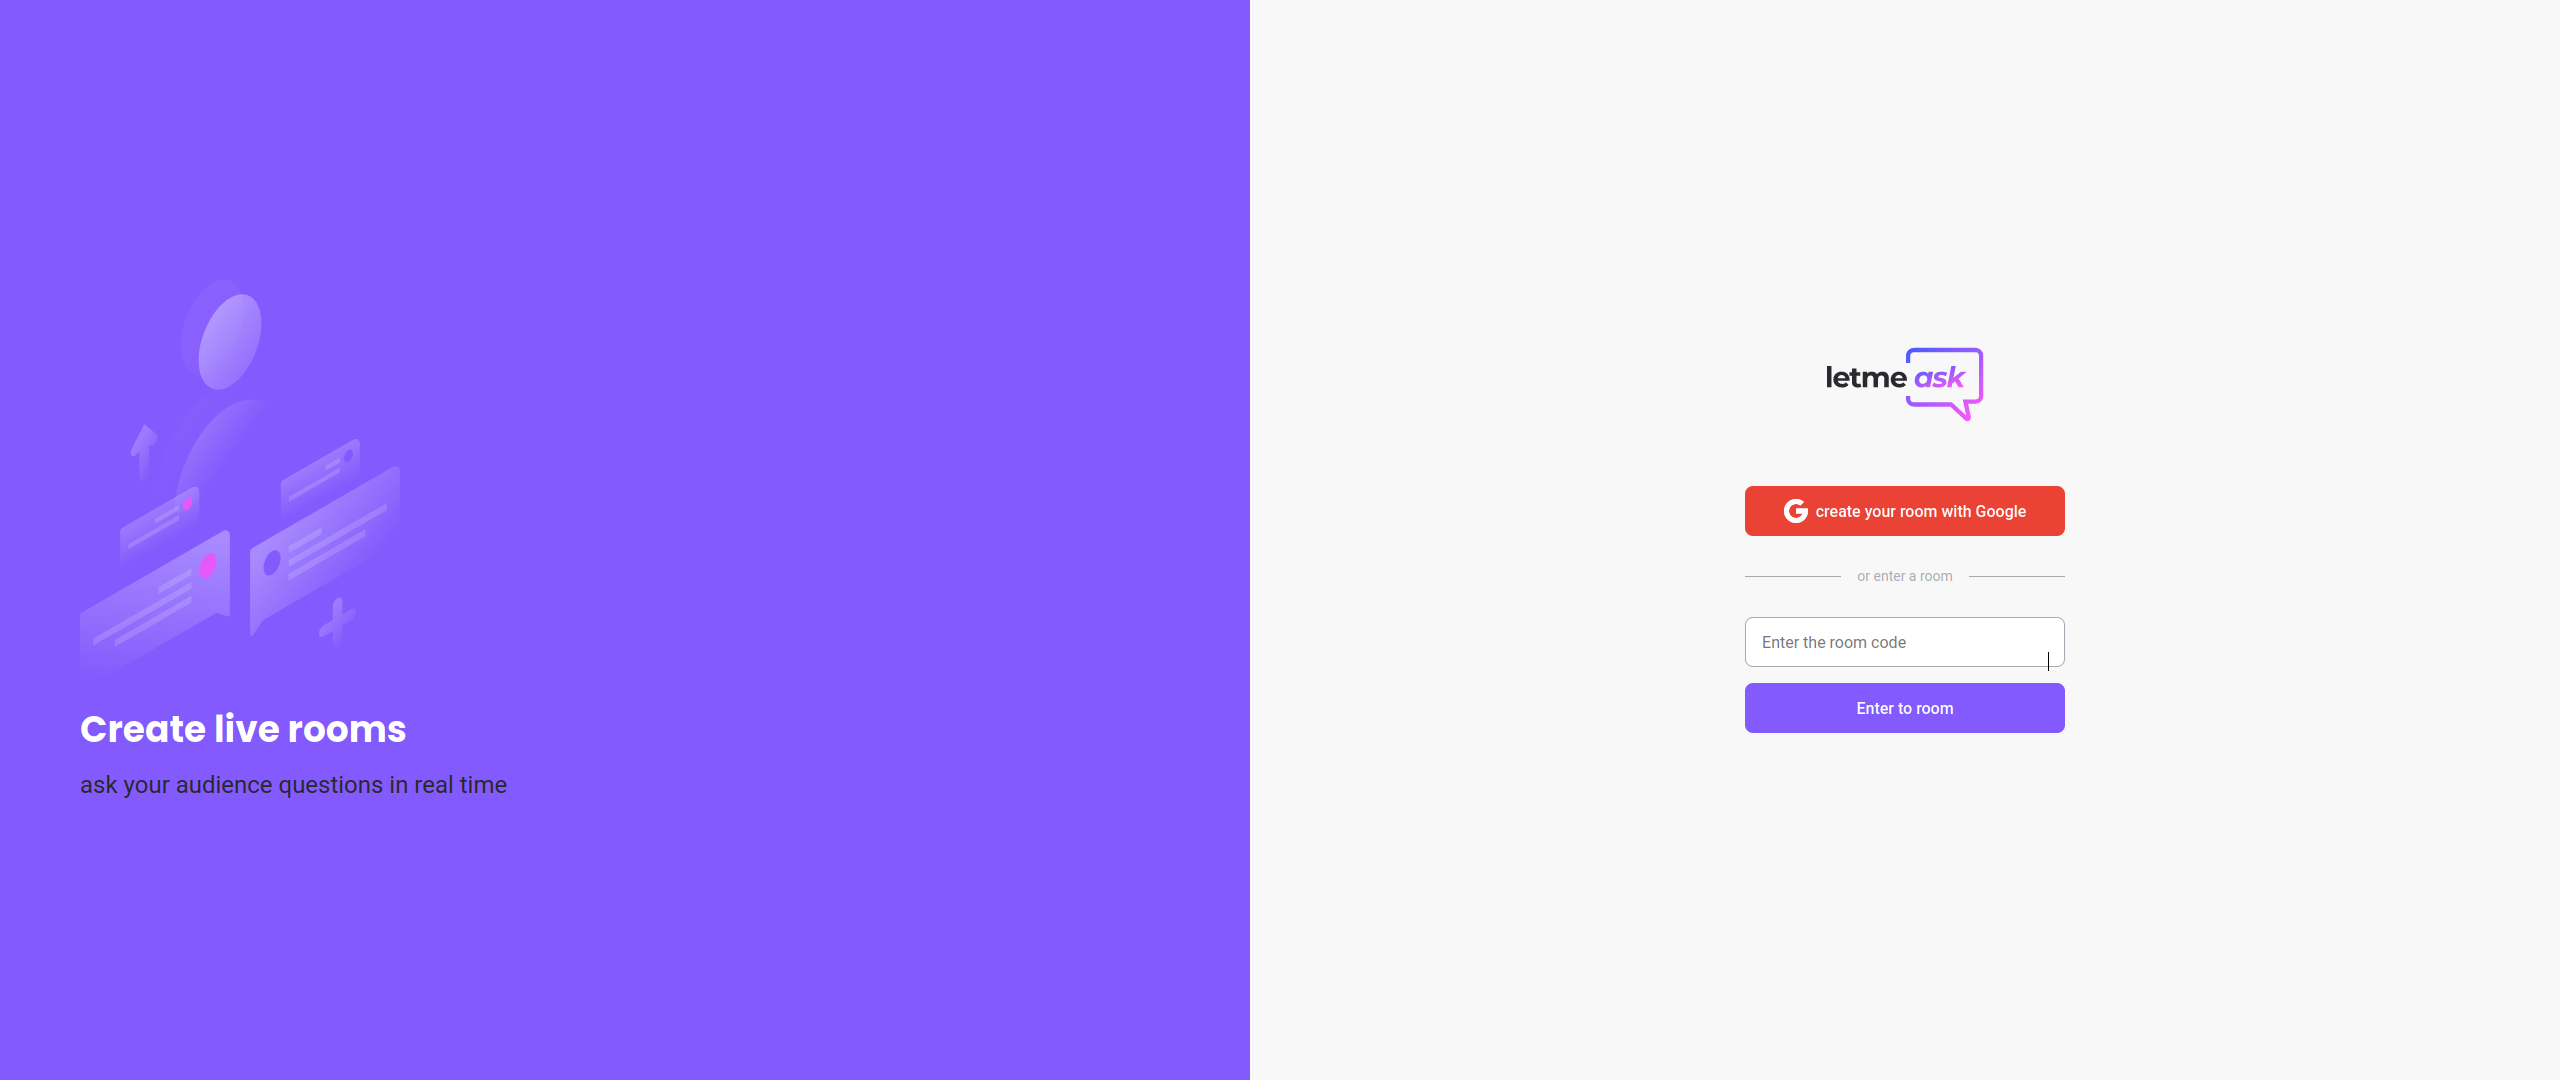 Create live rooms
ask your audience questions in real time
letme ask
create your room with Google
or enter a room
Enter the room code
Enter to room